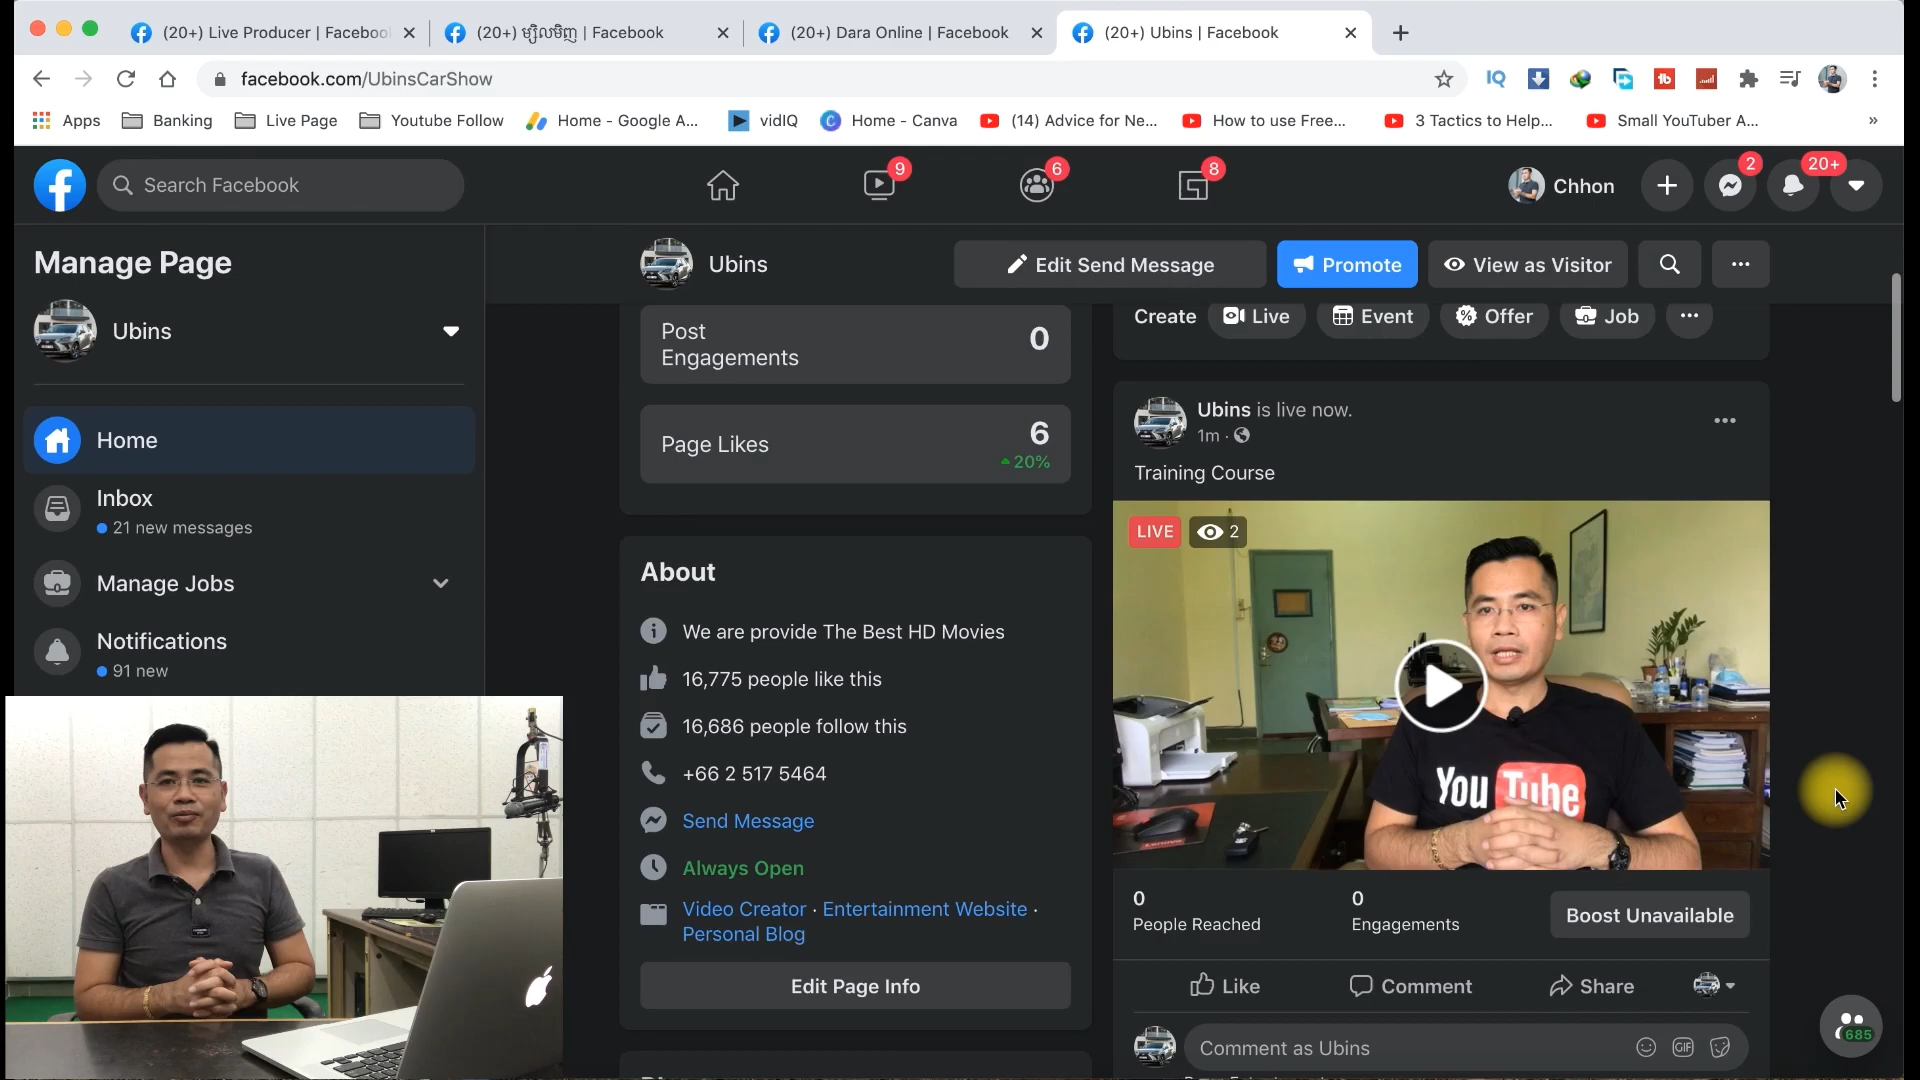 (20+) Live Producer | Faceboo
(20+) ម្សិលមិញ | Facebook
(20+) Dara Online | Facebook
(20+) Ubins | Facebook
facebook.com/UbinsCarShow
Apps
Banking
Live Page
Youtube Follow
Home - Google A...
vidIQ
Home - Canva
(14) Advice for Ne...
How to use Free...
3 Tactics to Help...
Small YouTuber A...
»
Search Facebook
9
6
8
Chhon
2
20+
Manage Page
Ubins
Home
Inbox
21 new messages
Manage Jobs
Notifications
91 new
Ubins
Edit Send Message
Promote
View as Visitor
Post
Engagements
0
Page Likes
6
20%
About
We are provide The Best HD Movies
16,775 people like this
16,686 people follow this
+66 2 517 5464
Send Message
Always Open
Video Creator · Entertainment Website ·
Personal Blog
Edit Page Info
Create
Live
Event
Offer
Job
Ubins is live now.
1m ·
Training Course
LIVE
2
You Tube
Lenovo
0
People Reached
0
Engagements
Boost Unavailable
Like
Comment
Share
Comment as Ubins
GIF
685